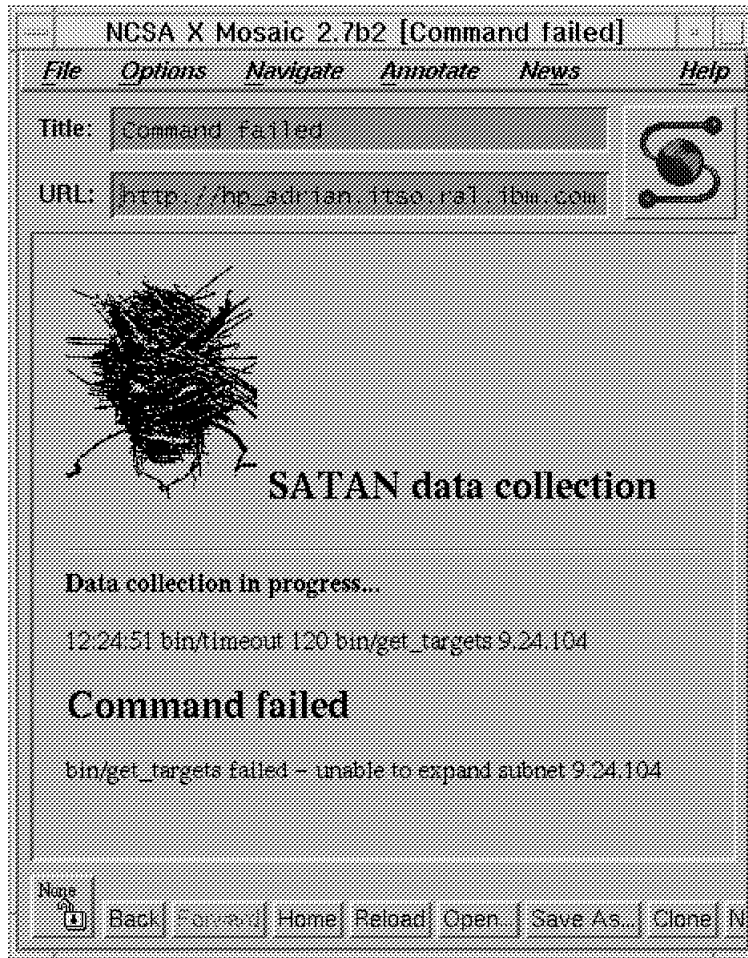 NCSA X Mosaic 2.7b2 [Command failed]
File Options Navigate Annotate News Help
Title: Command failed
URL: http://hp_adrian.itso.ral.ibm.com
SATAN data collection
Data collection in progress...
12:24:51 bin/timeout 120 bin/get_targets 9.24.104
Command failed
bin/get_targets failed – unable to expand subnet 9.24.104
None
Back Forward Home Reload Open... Save As... Clone N